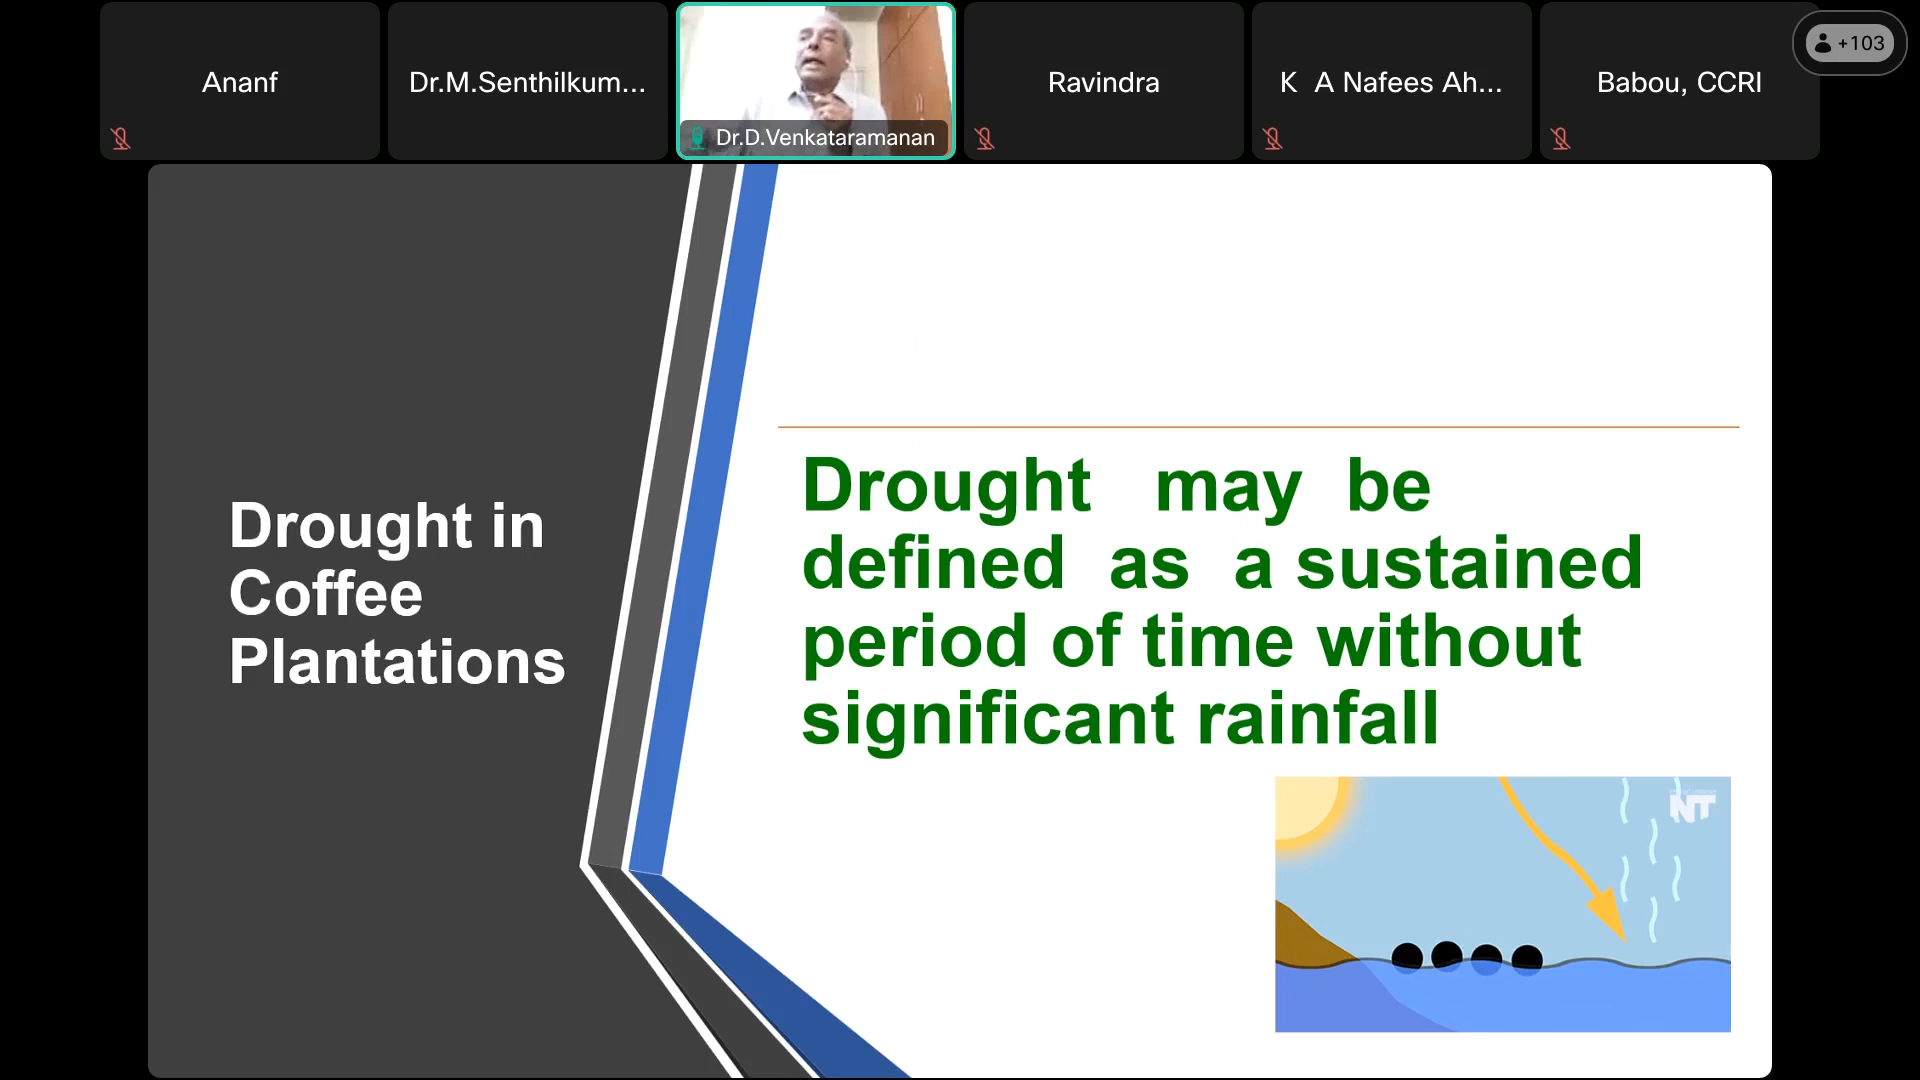 Ananf
Dr.M.Senthilkum...
Dr.D.Venkataramanan
Ravindra
K A Nafees Ah...
Babou, CCRI
+103
Drought in
Coffee
Plantations
Drought may be
defined as a sustained
period of time without
significant rainfall
NT